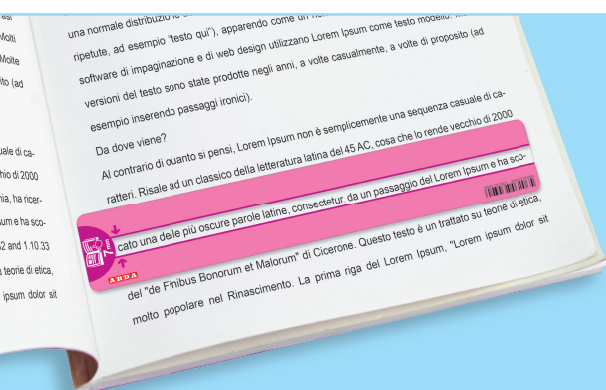 asi
Molti
Molte
ito (ad
uale di ca-
hio di 2000
nia, ha ricer-
sum e ha sco-
32 and 1.10.33
teorie di etica,
ipsum dolor sit
una normale distribuzio
ripetute, ad esempio "testo qui"), apparendo come un
software di impaginazione e di web design utilizzano Lorem Ipsum come testo modello.
versioni del testo sono state prodotte negli anni, a volte casualmente, a volte di proposito (ad
esempio inserendo passaggi ironici).
Da dove viene?
Al contrario di quanto si pensi, Lorem Ipsum non è semplicemente una sequenza casuale di ca-
ratteri. Risale ad un classico della letteratura latina del 45 AC, cosa che lo rende vecchio di 2000
cato una dele più oscure parole latine, consectetur, da un passaggio del Lorem Ipsum e ha sco-
7 mm
ARDA
del "de Fnibus Bonorum et Malorum" di Cicerone. Questo testo è un trattato su teorie di etica,
molto popolare nel Rinascimento. La prima riga del Lorem Ipsum, "Lorem ipsum dolor sit